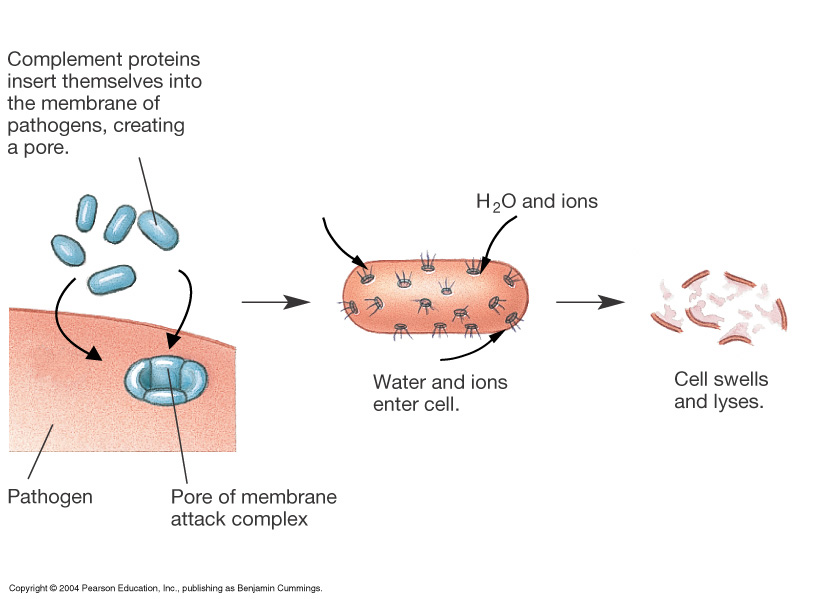 Complement proteins
insert themselves into
the membrane of
pathogens, creating
a pore.
H₂O and ions
Water and ions
enter cell.
Cell swells
and lyses.
Pathogen
Pore of membrane
attack complex
Copyright © 2004 Pearson Education, Inc., publishing as Benjamin Cummings.